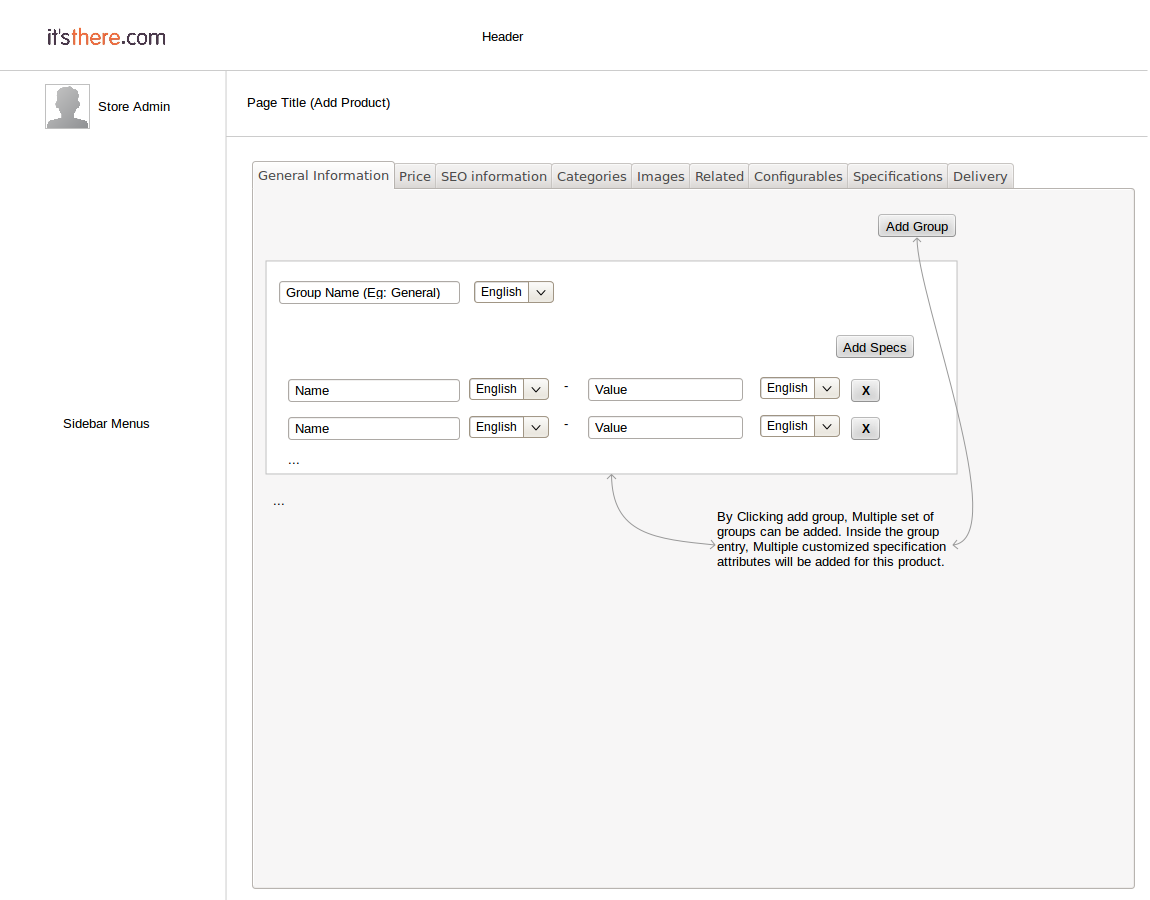 it'sthere.com
Header
Store Admin
Page Title (Add Product)
General Information Price SEO information Categories Images Related Configurables Specifications Delivery
Add Group
Group Name (Eg: General) English
Add Specs
Name English - Value English X
Name English - Value English X
Sidebar Menus
...
...
By Clicking add group, Multiple set of
groups can be added. Inside the group
entry, Multiple customized specification
attributes will be added for this product.